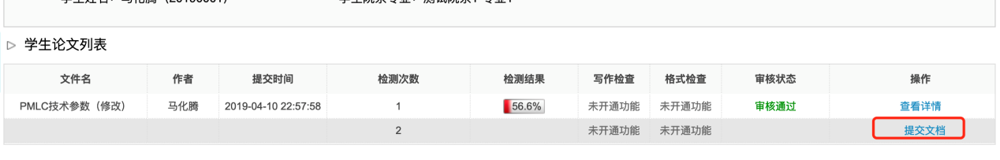 学生论文列表
文件名 作者 提交时间 检测次数 检测结果 写作检查 格式检查 审核状态 操作
PMLC技术参数（修改） 马化腾 2019-04-10 22:57:58 1 56.6% 未开通功能 未开通功能 审核通过 查看详情
2 未开通功能 未开通功能 提交文档